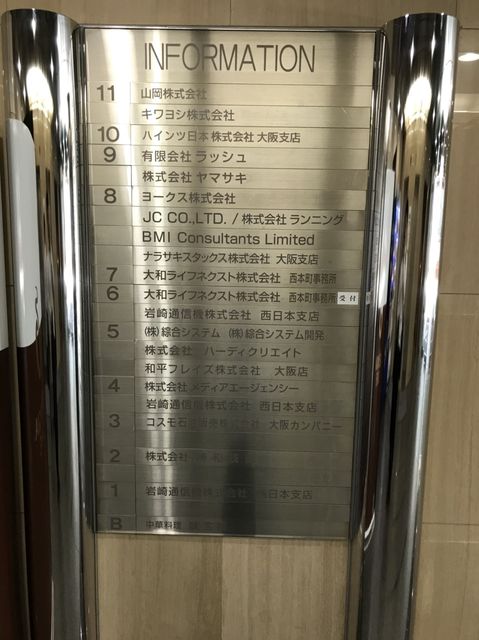 INFORMATION
11 山岡株式会社
キワヨシ株式会社
10 ハインツ日本株式会社 大阪支店
9 有限会社 ラッシュ
株式会社 ヤマサキ
8 ヨークス株式会社
JC CO.,LTD. / 株式会社 ランニング
BMI Consultants Limited
ナラサキスタックス株式会社 大阪支店
7 大和ライフネクスト株式会社 西本町事務所
6 大和ライフネクスト株式会社 西本町事務所 受付
岩崎通信機株式会社 西日本支店
5 (株)綜合システム (株)綜合システム開発
株式会社 ハーディクリエイト
和平フレイズ株式会社 大阪店
4 株式会社 メディアエージェンシー
岩崎通信機株式会社 西日本支店
3 コスモ石油販売株式会社 大阪カンパニー
2 株式会社
1 岩崎通信機株式会社 西日本支店
B 中華料理